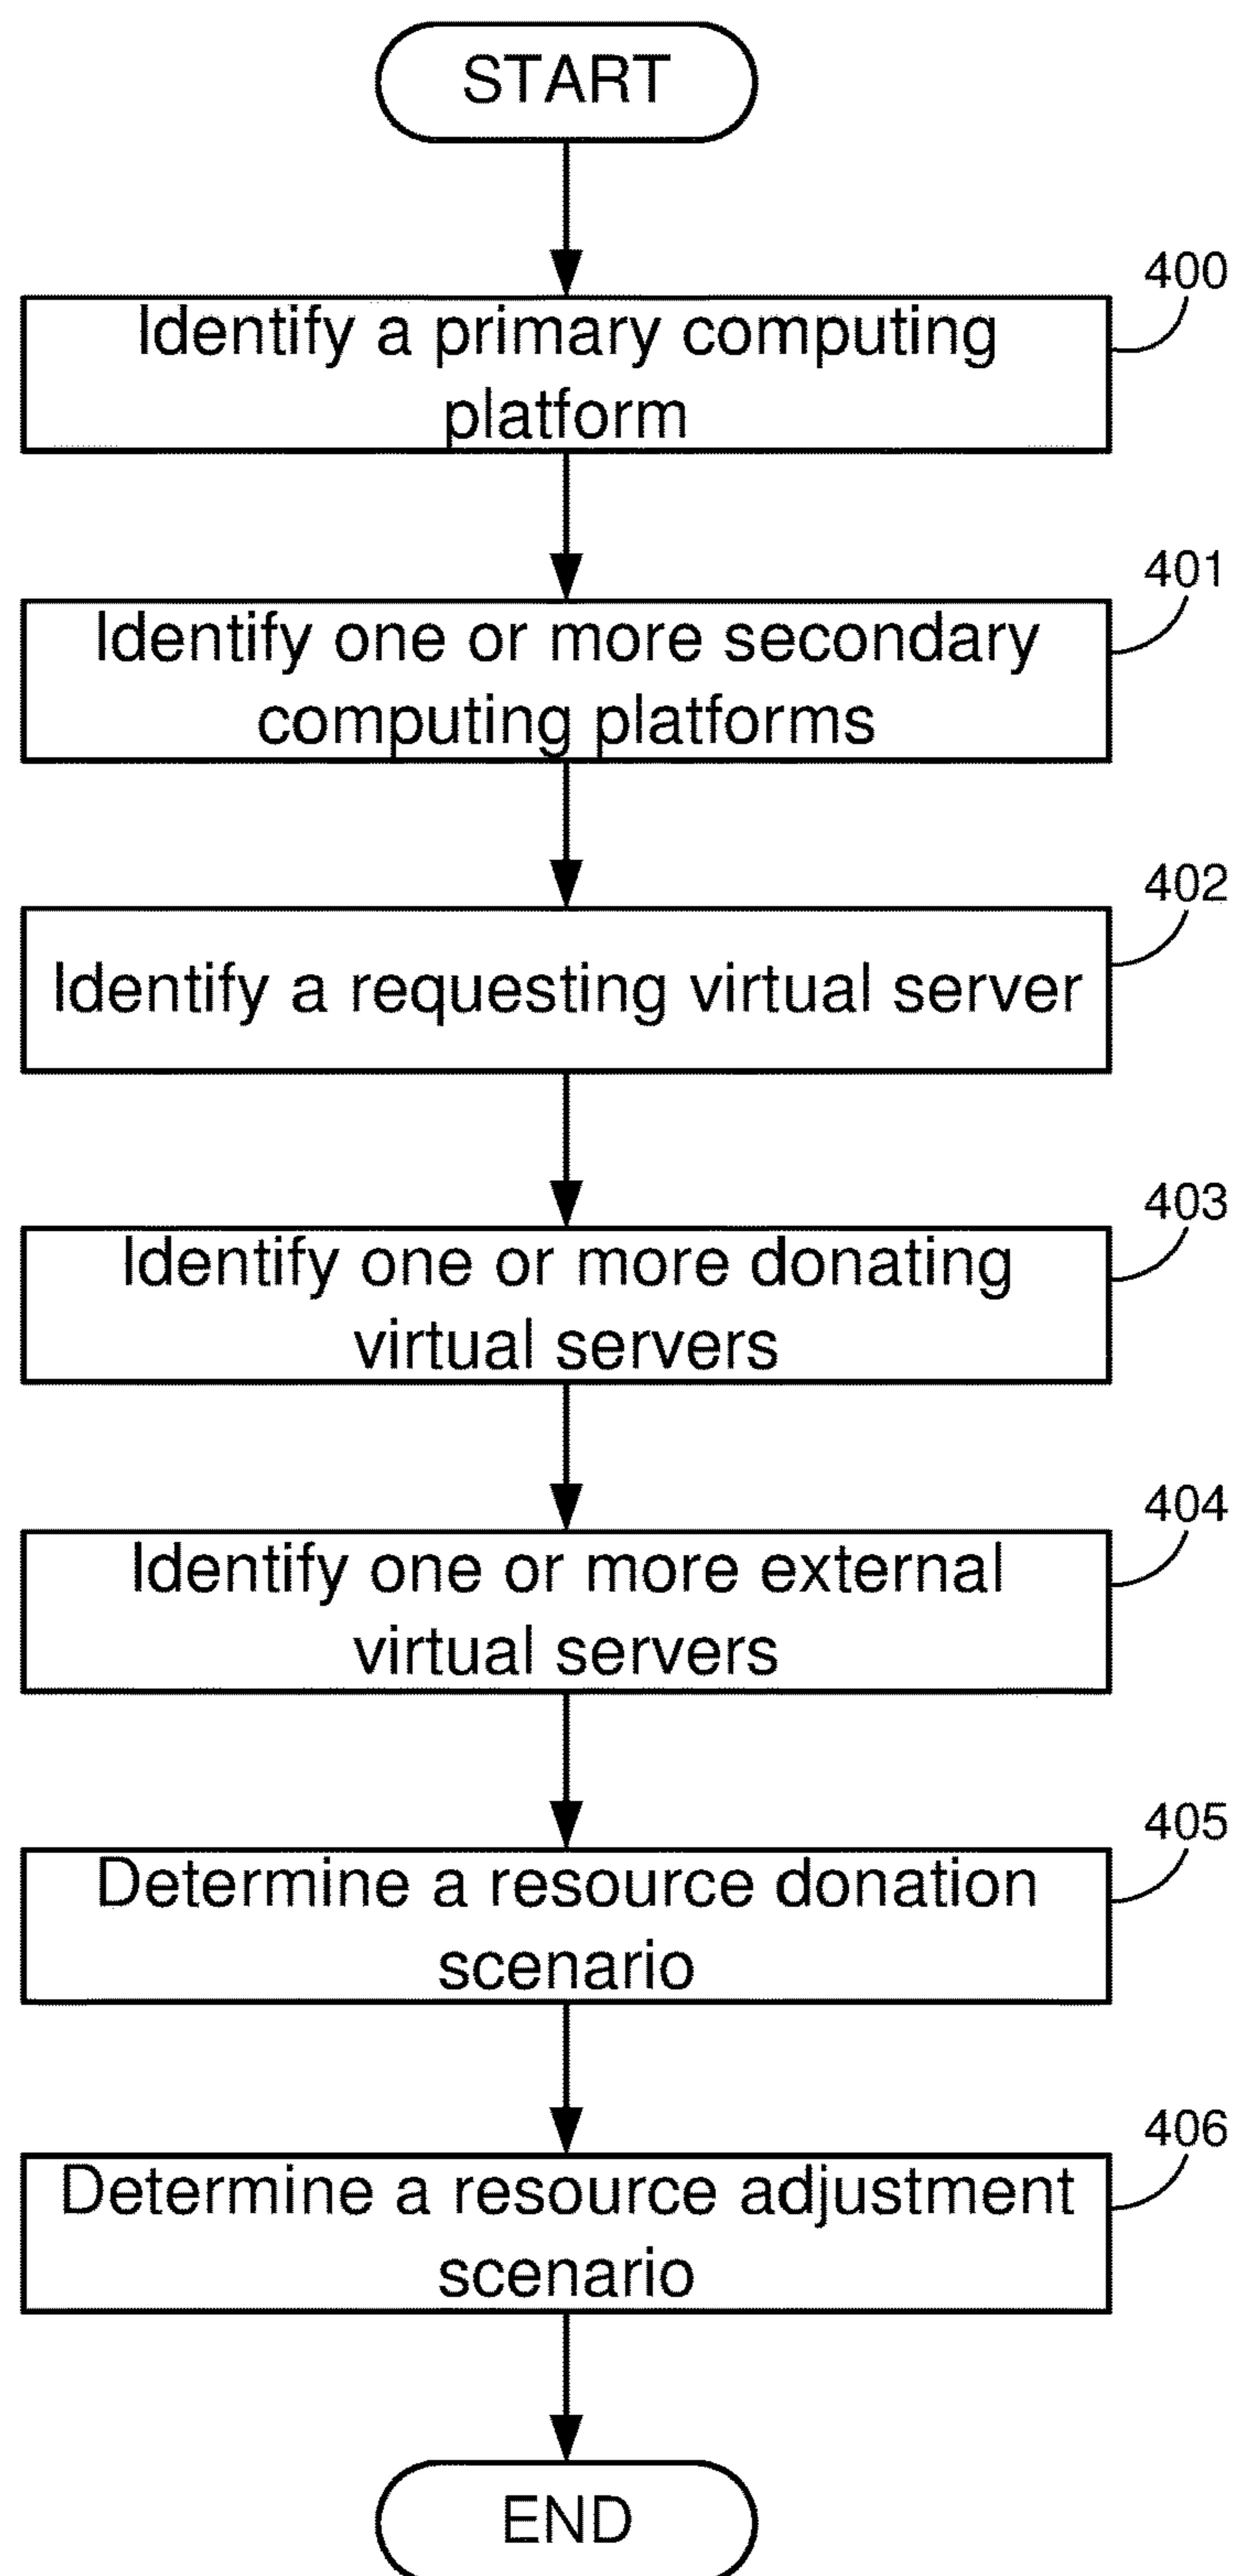 START
400
Identify a primary computing
platform
401
Identify one or more secondary
computing platforms
402
Identify a requesting virtual server
403
Identify one or more donating
virtual servers
404
Identify one or more external
virtual servers
405
Determine a resource donation
scenario
406
Determine a resource adjustment
scenario
END